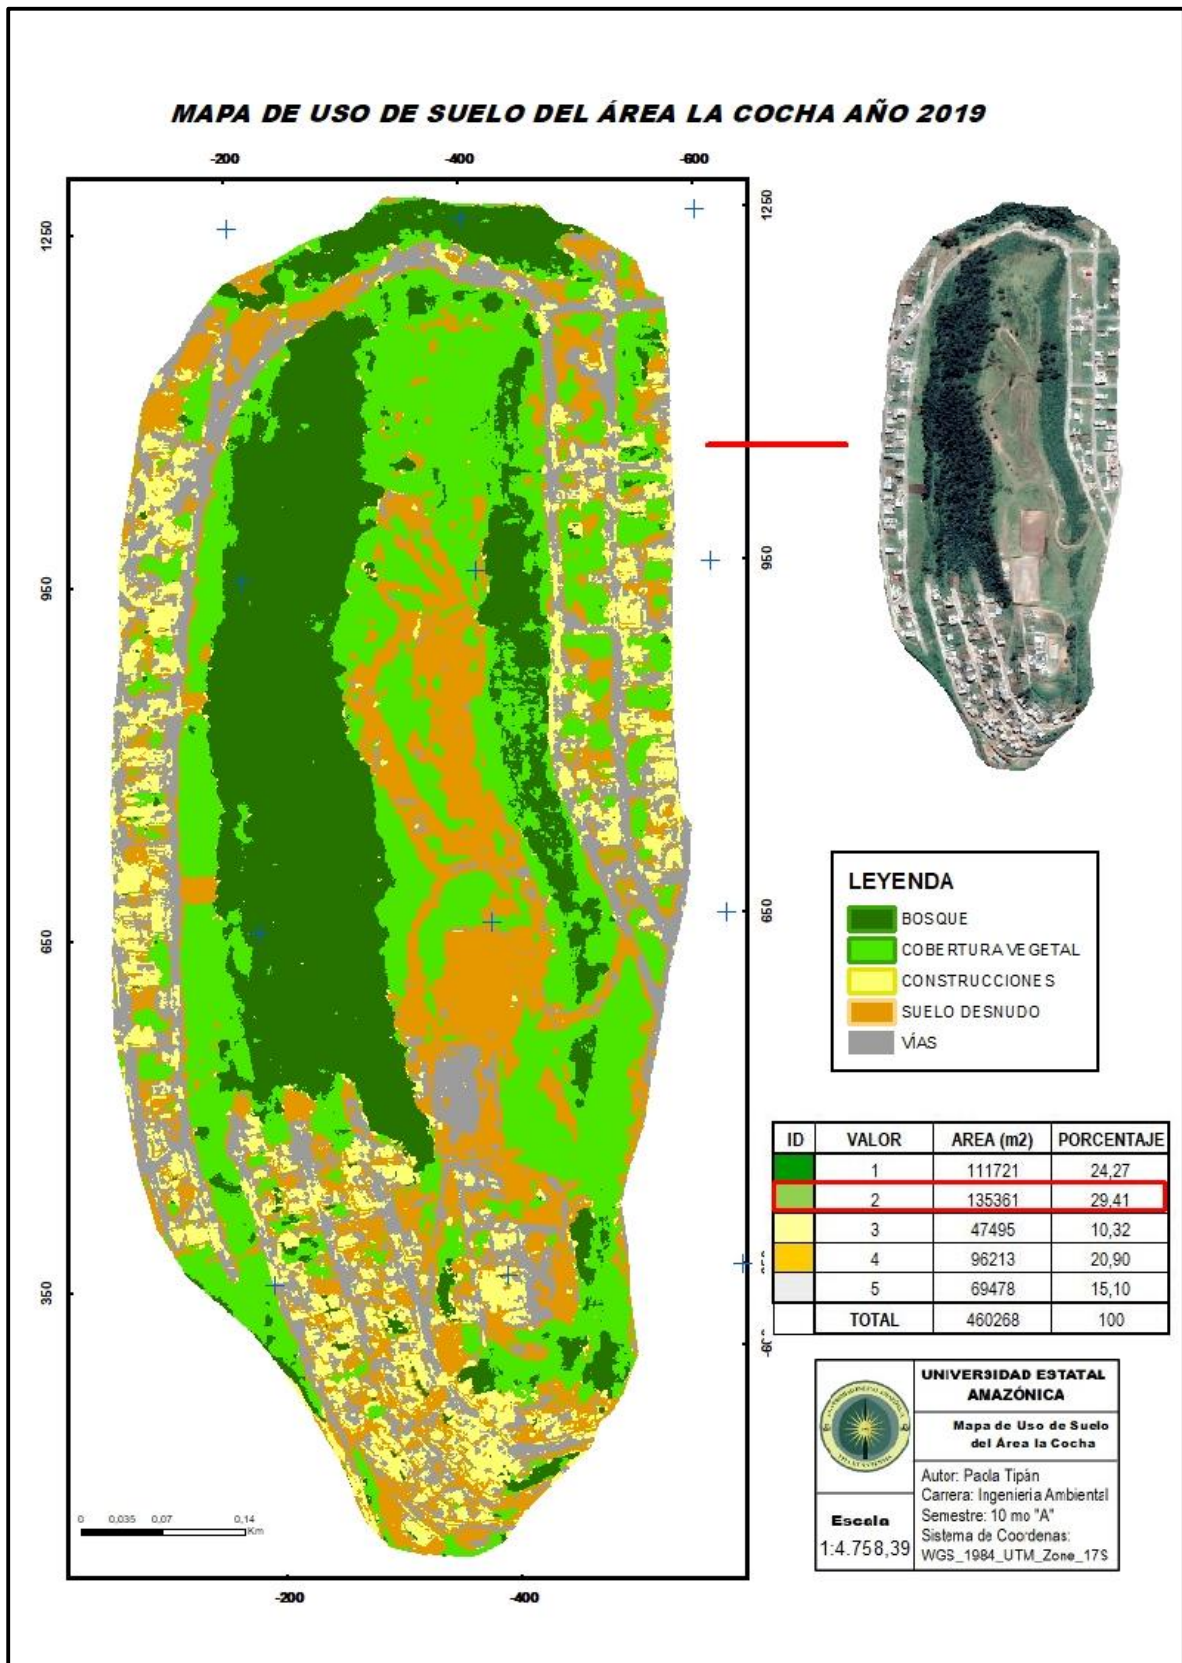 MAPA DE USO DE SUELO DEL ÁREA LA COCHA AÑO 2019
-200 -400 -600
1250 1250
950 950
650 650
350
-600
-200 -400
0 0,035 0,07 0,14
Km
LEYENDA
BOSQUE
COBERTURA VEGETAL
CONSTRUCCIONES
SUELO DESNUDO
VÍAS
ID VALOR AREA (m2) PORCENTAJE
1 111721 24,27
2 135361 29,41
3 47495 10,32
4 96213 20,90
5 69478 15,10
TOTAL 460268 100
UNIVERSIDAD ESTATAL
AMAZÓNICA
Mapa de Uso de Suelo
del Área la Cocha
Autor: Paola Tipán
Carrera: Ingenieria Ambiental
Semestre: 10 mo "A"
Sistema de Coordenas:
WGS_1984_UTM_Zone_17S
Escala
1:4.758,39